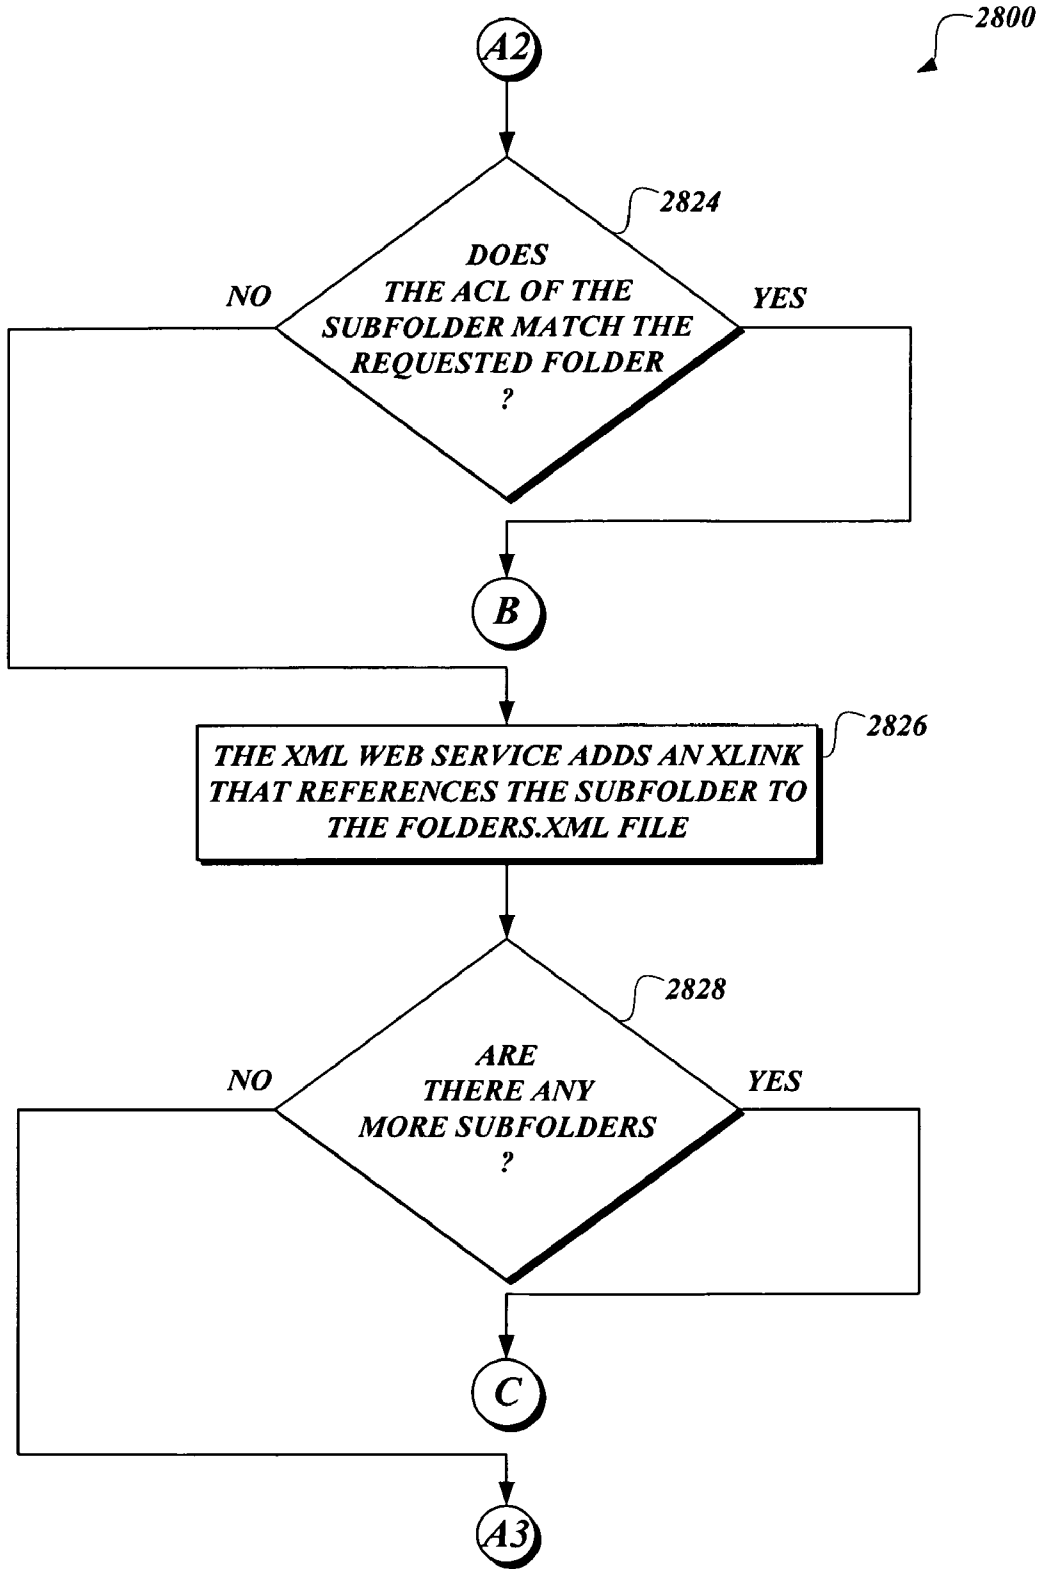 2800
A2
2824
DOES
THE ACL OF THE
SUBFOLDER MATCH THE
REQUESTED FOLDER
?
NO
YES
B
2826
THE XML WEB SERVICE ADDS AN XLINK
THAT REFERENCES THE SUBFOLDER TO
THE FOLDERS.XML FILE
2828
ARE
THERE ANY
MORE SUBFOLDERS
?
NO
YES
C
A3